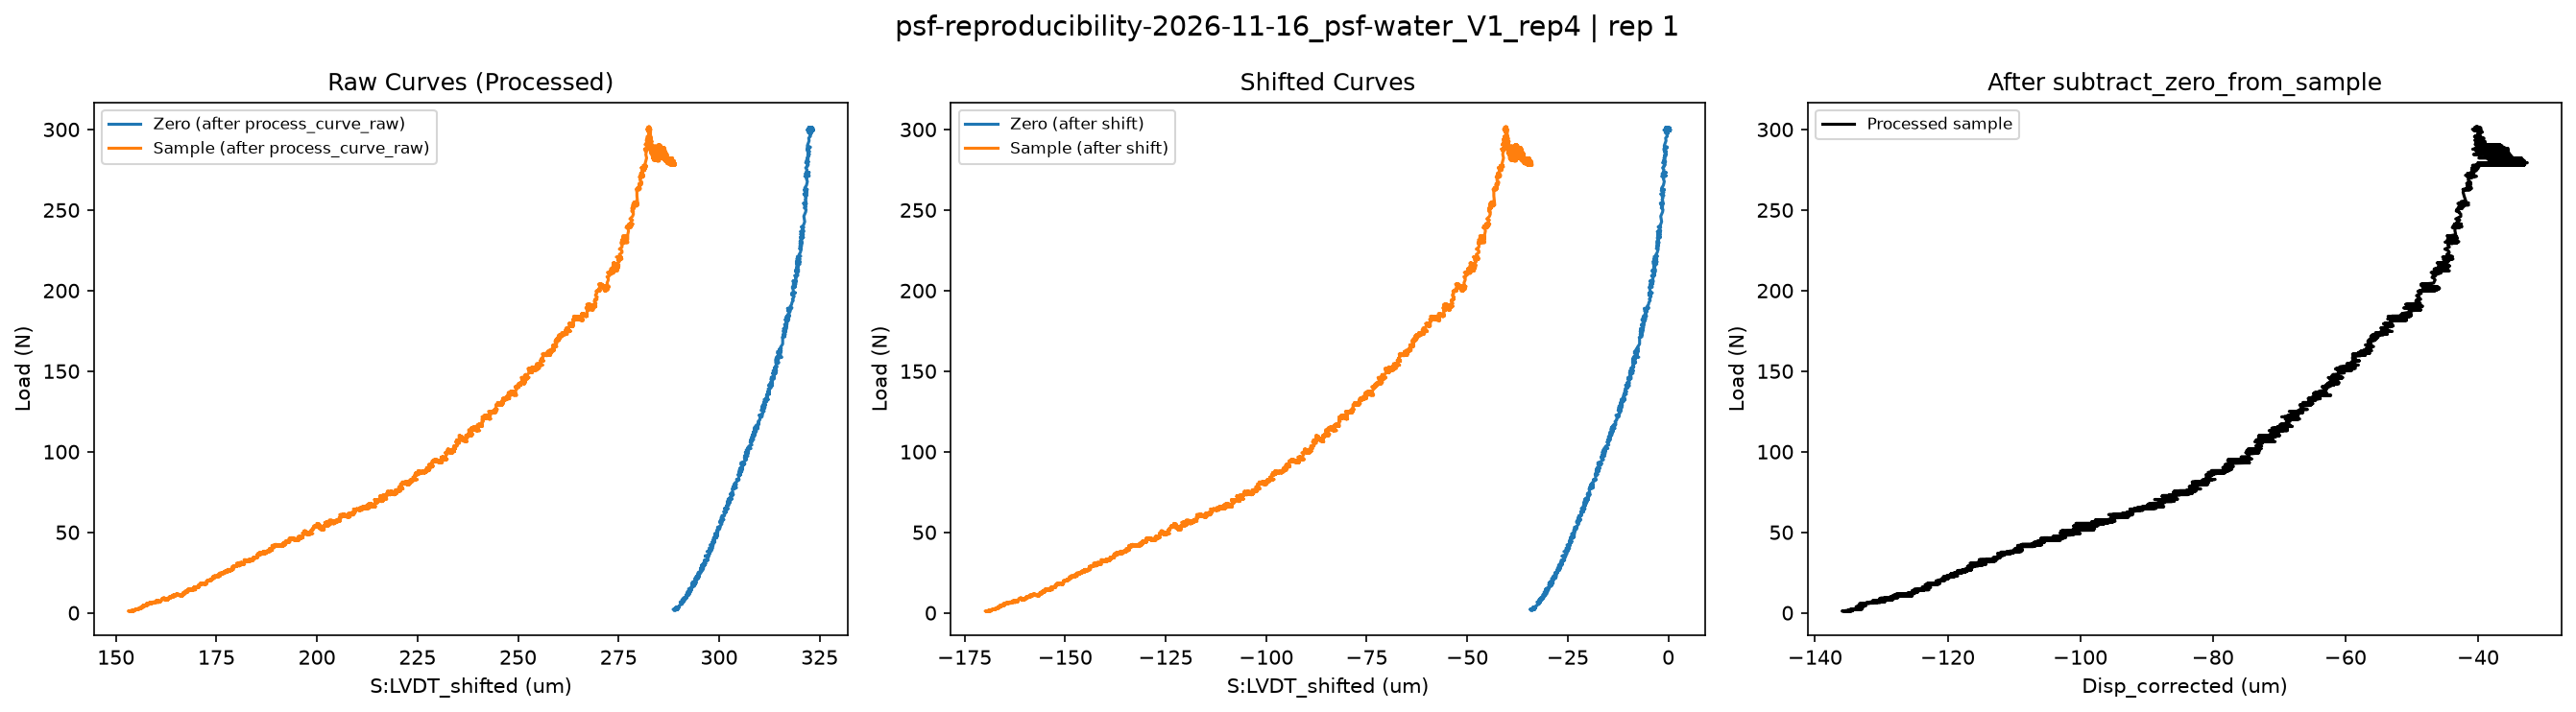 psf-reproducibility-2026-11-16_psf-water_V1_rep4 | rep 1
Raw Curves (Processed)
Zero (after process_curve_raw)
Sample (after process_curve_raw)
Load (N)
300
250
200
150
100
50
0
150
175
200
225
250
275
300
325
S:LVDT_shifted (um)
Shifted Curves
Zero (after shift)
Sample (after shift)
Load (N)
300
250
200
150
100
50
0
−175
−150
−125
−100
−75
−50
−25
0
S:LVDT_shifted (um)
After subtract_zero_from_sample
Processed sample
Load (N)
300
250
200
150
100
50
0
−140
−120
−100
−80
−60
−40
Disp_corrected (um)